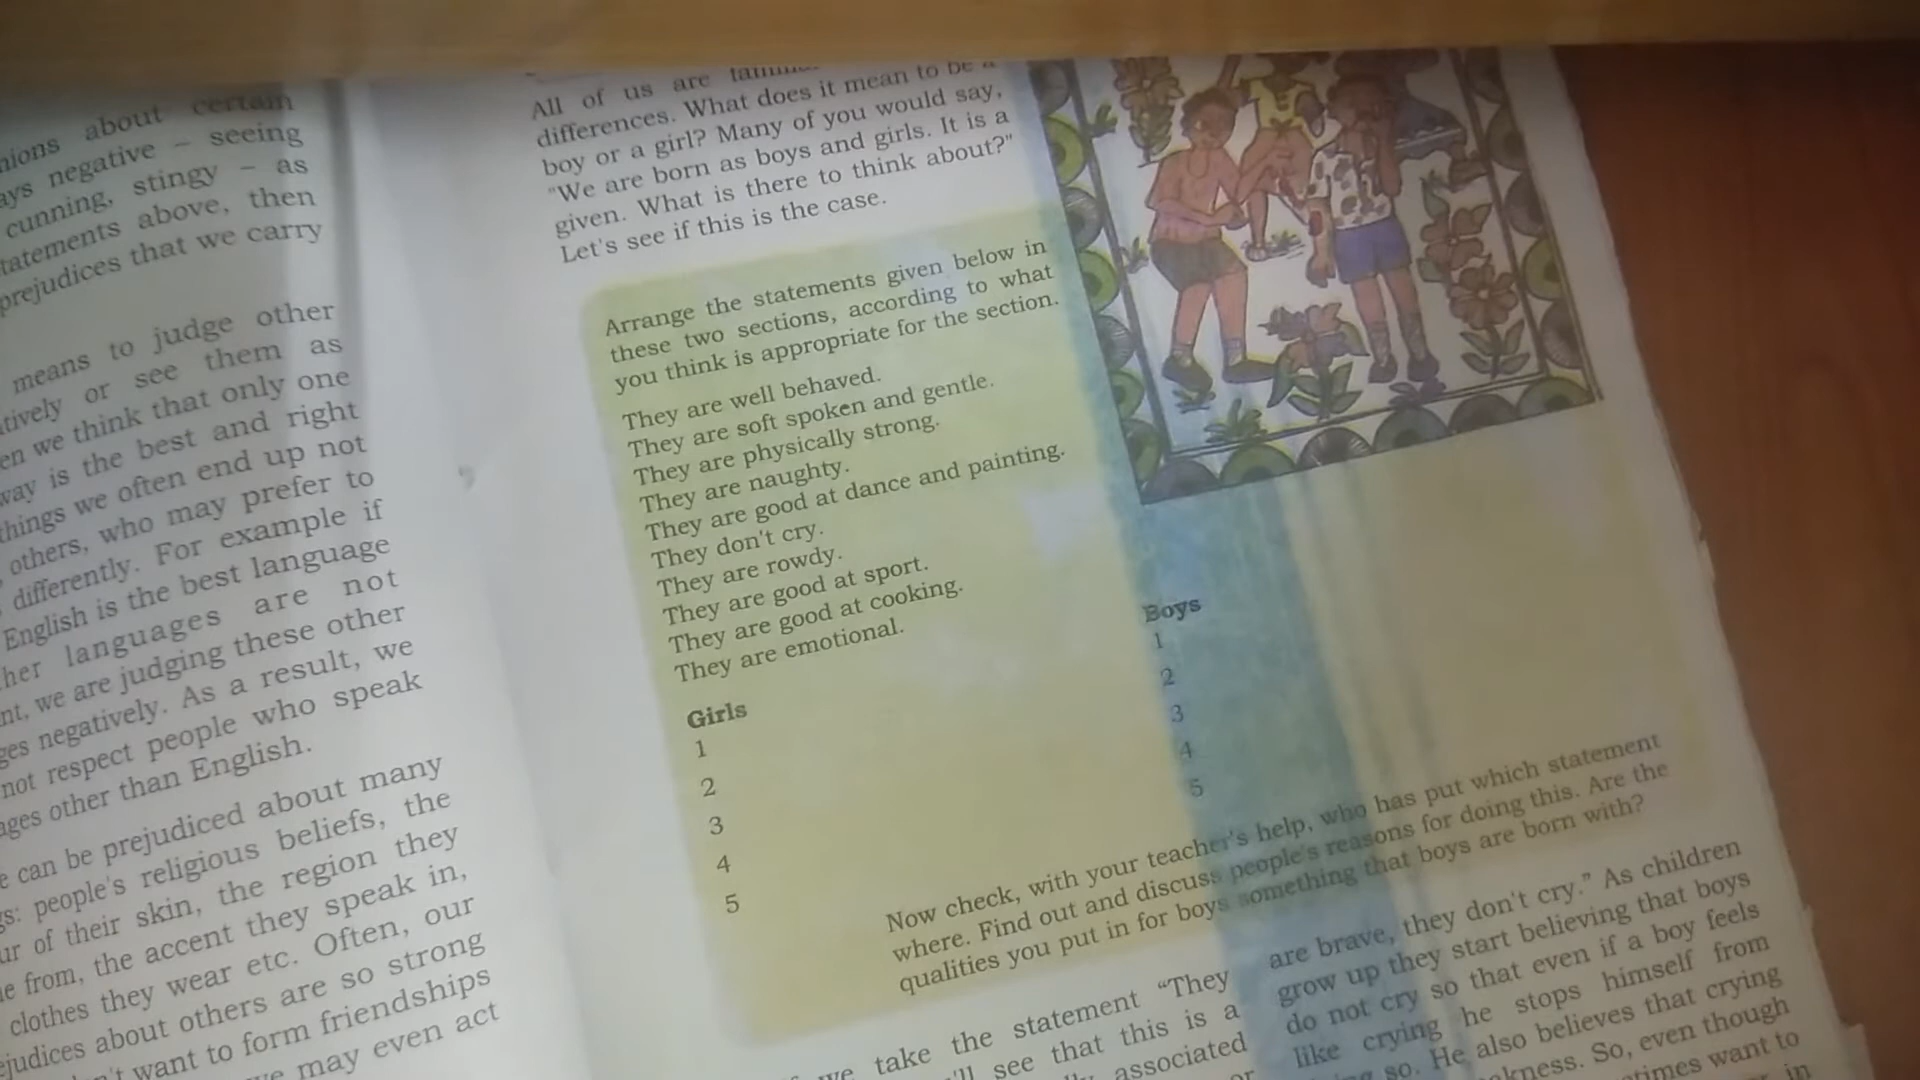 about certain
negative – seeing
cunning, stingy – as
above, then
prejudices that we carry
means to judge other
or see them as
we think that only one
is the best and right
things we often end up not
others, who may prefer to
differently. For example if
English is the best language
languages are not
we are judging these other
negatively. As a result, we
not respect people who speak
other than English.
can be prejudiced about many
people's religious beliefs, the
of their skin, the region they
from, the accent they speak in,
clothes they wear etc. Often, our
about others are so strong
want to form friendships
may even act
All of us are
differences. What does it mean to be a
boy or a girl? Many of you would say,
"We are born as boys and girls. It is a
given. What is there to think about?"
Let's see if this is the case.
Arrange the statements given below in
these two sections, according to what
you think is appropriate for the section.
They are well behaved.
They are soft spoken and gentle.
They are physically strong.
They are naughty.
They are good at dance and painting.
They don't cry.
They are rowdy.
They are good at sport.
They are good at cooking.
They are emotional.
Girls
1
2
3
4
5
Boys
1
2
3
4
5
Now check, with your teacher's help, who has put which statement
where. Find out and discuss people's reasons for doing this. Are the
qualities you put in for boys something that boys are born with?
take the statement “They
see that this is a
associated
are brave, they don't cry.” As children
grow up they start believing that boys
do not cry so that even if a boy feels
like crying he stops himself from
so. He also believes that crying
So, even though
want to
in